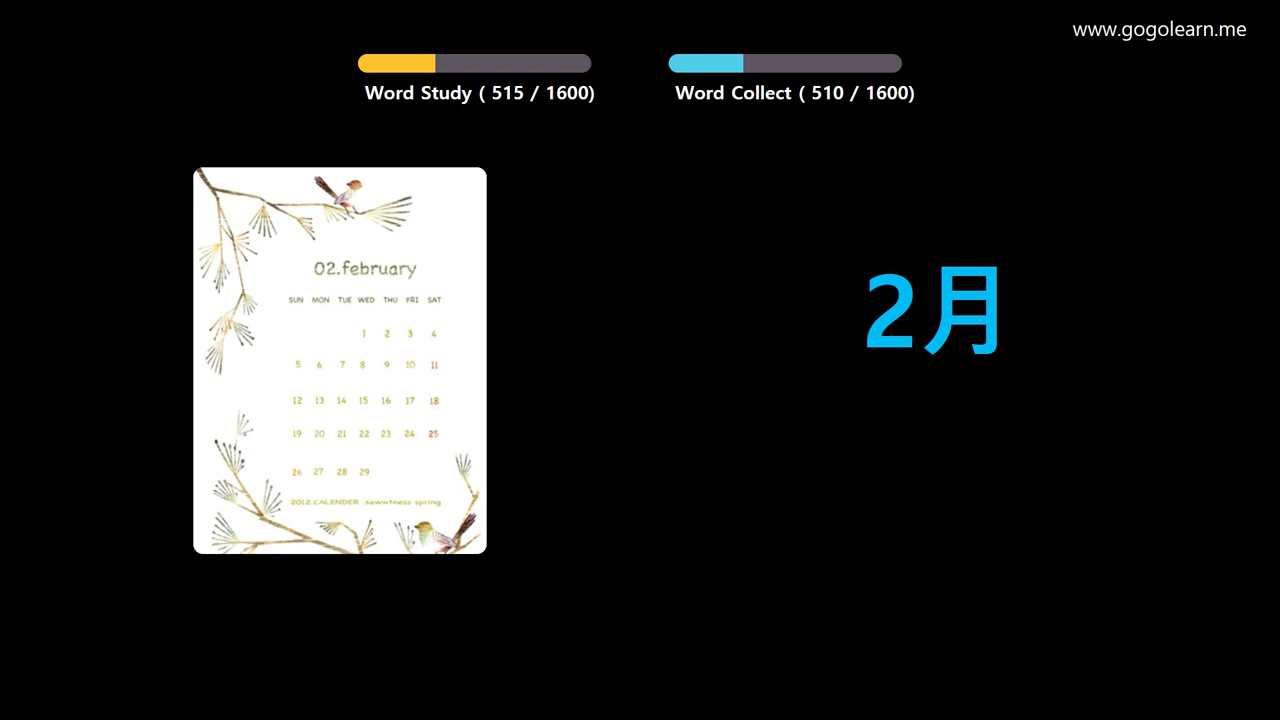 www.gogolearn.me
Word Study ( 515 / 1600)
Word Collect ( 510 / 1600)
02.february
SUN MON TUE WED THU FRI SAT
1 2 3 4
5 6 7 8 9 10 11
12 13 14 15 16 17 18
19 20 21 22 23 24 25
26 27 28 29
2012.CALENDER .sewwtness spring
2月